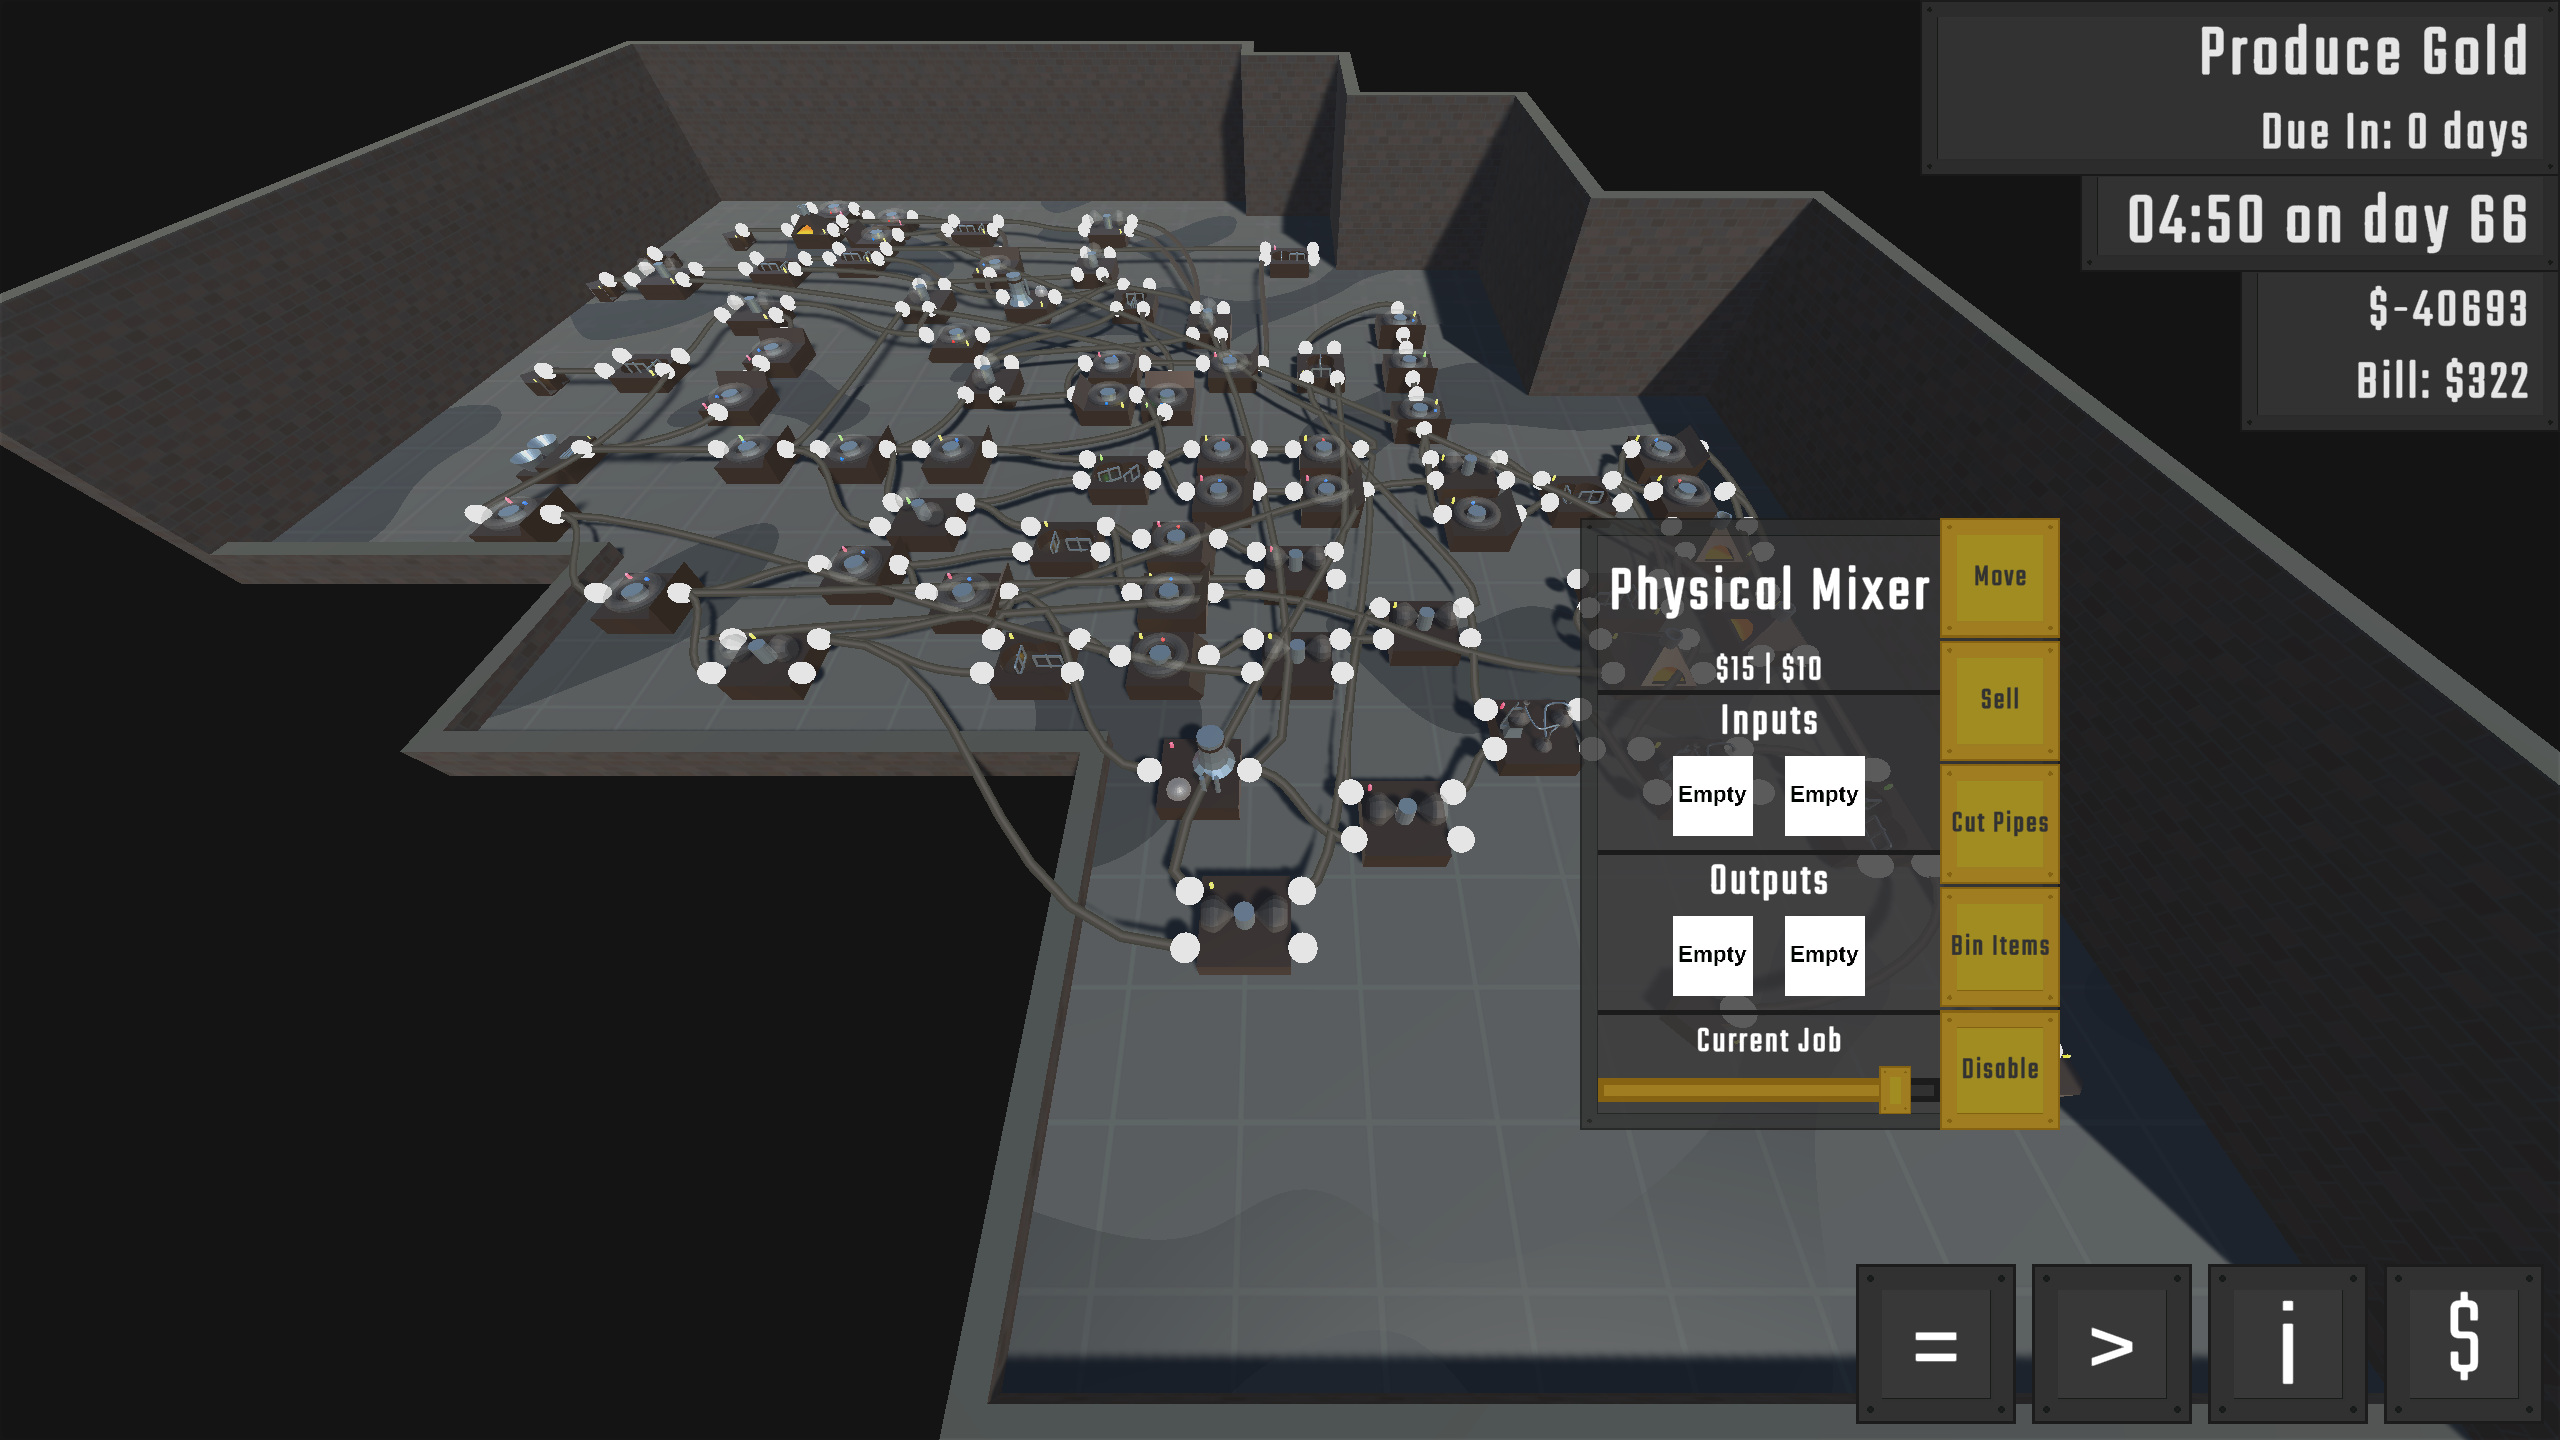 Produce Gold
Due In: 0 days
04:50 on day 66
$-40693
Bill: $322
Physical Mixer
$15 | $10
Inputs
Empty Empty
Outputs
Empty Empty
Current Job
Move
Sell
Cut Pipes
Bin Items
Disable
= > i $